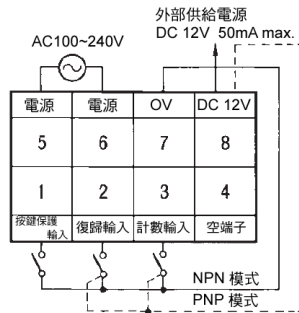 外部供給電源
DC 12V 50mA max.
AC100~240V
電源 電源 OV DC 12V
5 6 7 8
1 2 3 4
按鍵保護輸入 復歸輸入 計數輸入 空端子
NPN 模式
PNP 模式